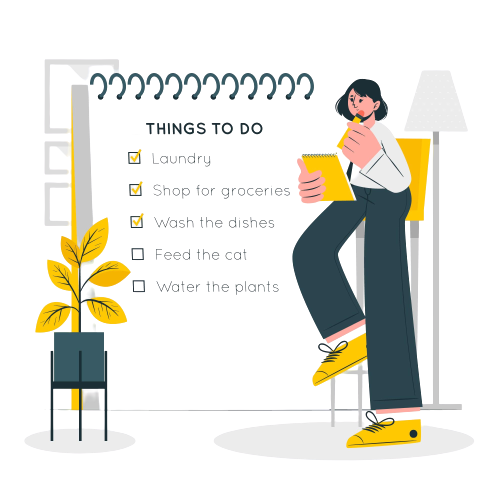 THINGS TO DO
Laundry
Shop for groceries
Wash the dishes
Feed the cat
Water the plants